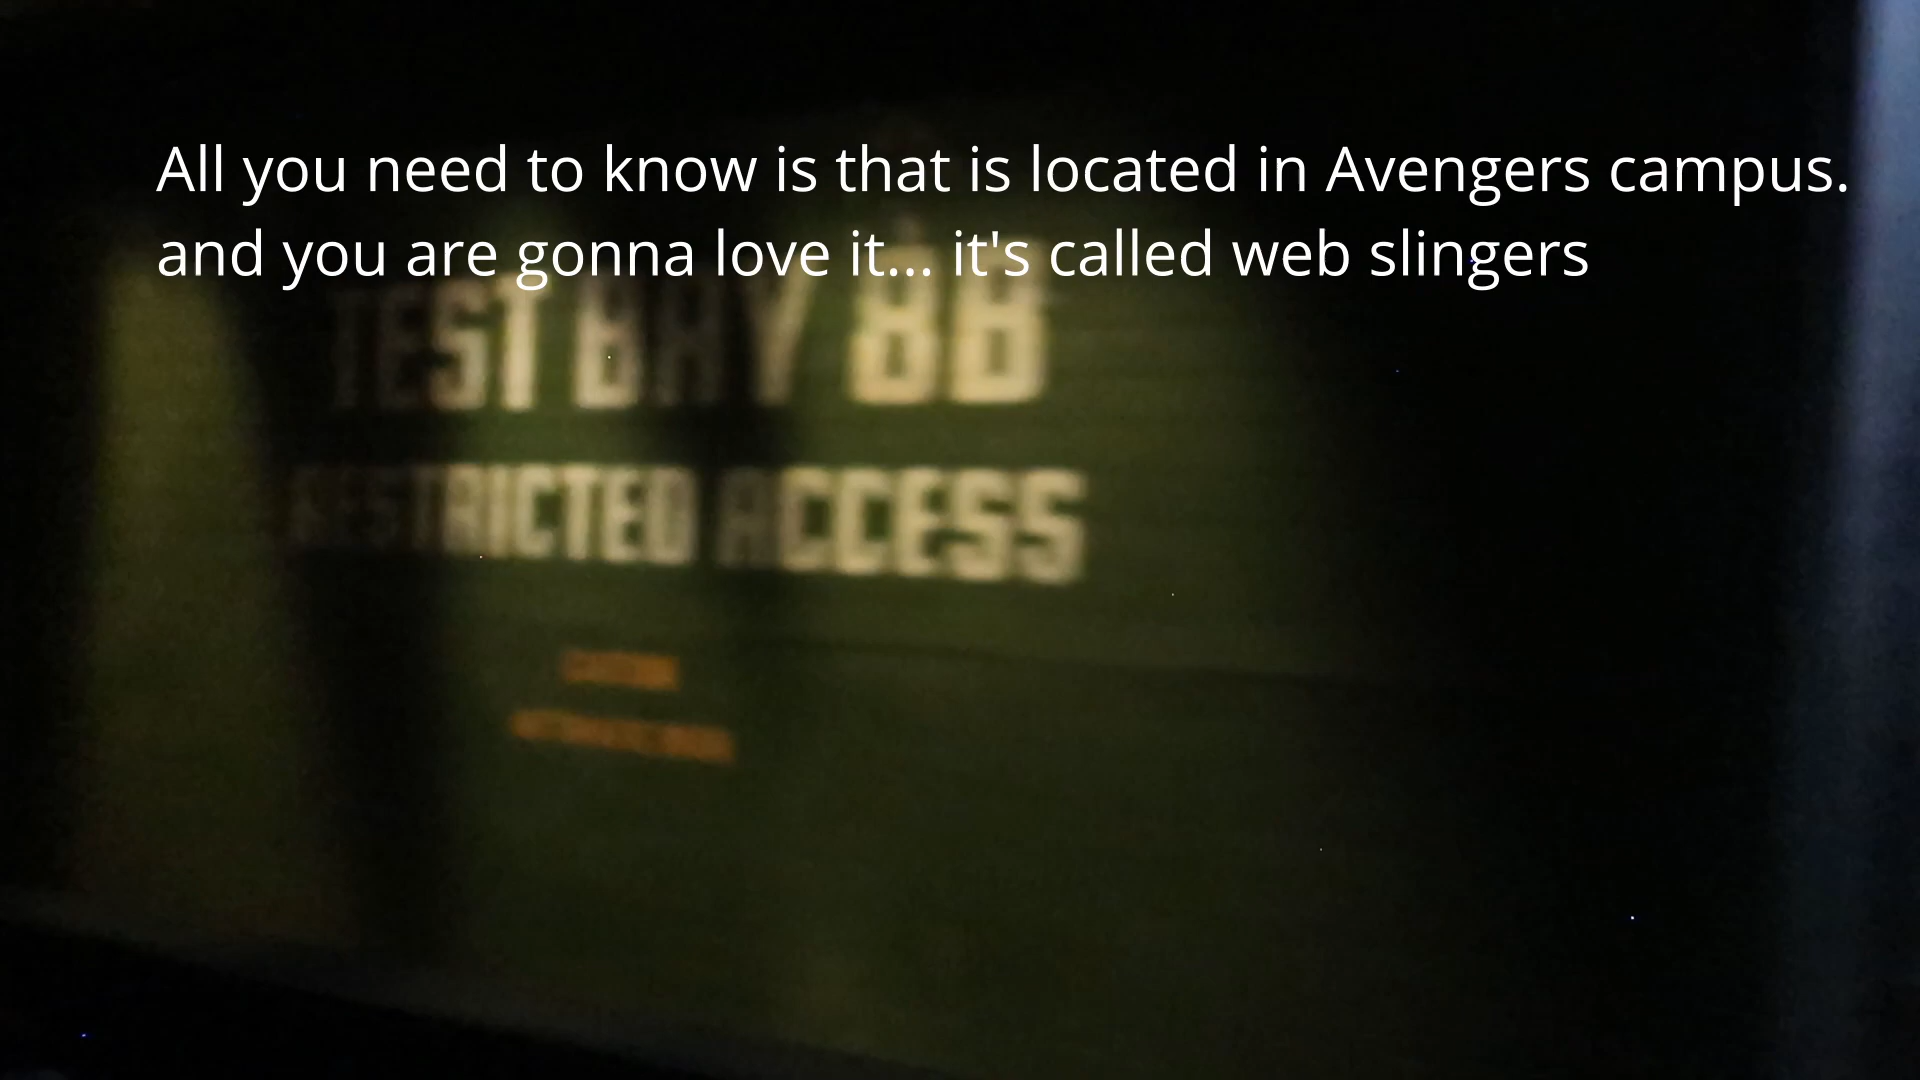 All you need to know is that is located in Avengers campus.
and you are gonna love it... it's called web slingers
TEST BAY 88
RESTRICTED ACCESS